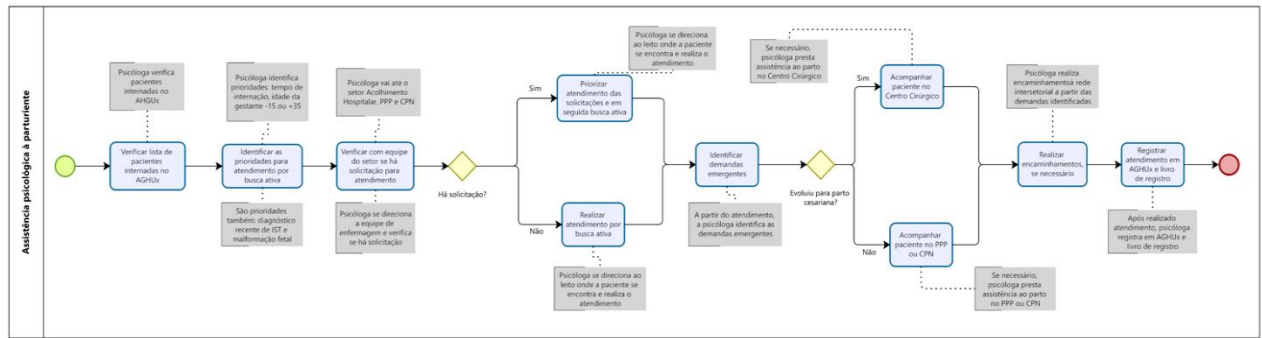 Assistência psicológica à parturiente
Psicóloga verifica
pacientes
internadas no
AHGUx
Verificar lista de
pacientes
internadas no
AGHUx
Psicóloga identifica
prioridades: tempo de
internação, idade da
gestante -15 ou +35
Identificar as
prioridades para
atendimento por
busca ativa
São prioridades
também: diagnóstico
recente de IST e
malformação fetal
Psicóloga vai até o
setor Acolhimento
Hospitalar, PPP e CPN
Verificar com equipe
do setor se há
solicitação para
atendimento
Psicóloga se direciona
a equipe de
enfermagem e verifica
se há solicitação
Há solicitação?
Sim
Não
Psicóloga se direciona
ao leito onde a paciente
se encontra e realiza o
atendimento
Priorizar
atendimento das
solicitações e em
seguida busca ativa
Realizar
atendimento por
busca ativa
Psicóloga se direciona ao
leito onde a paciente se
encontra e realiza o
atendimento
Identificar
demandas
emergentes
A partir do atendimento,
a psicóloga identifica as
demandas emergentes
Evoluiu para parto
cesariana?
Sim
Não
Se necessário,
psicóloga presta
assistência ao parto
no Centro Cirúrgico
Acompanhar
paciente no
Centro Cirúrgico
Acompanhar
paciente no PPP
ou CPN
Se necessário,
psicóloga presta
assistência ao parto
no PPP ou CPN
Psicóloga realiza
encaminhamentoà rede
intersetorial a partir das
demandas identificadas
Realizar
encaminhamentos,
se necessário
Registrar
atendimento em
AGHUx e livro
de registro
Após realizado
atendimento, psicóloga
registra em AGHUx e
livro de registro